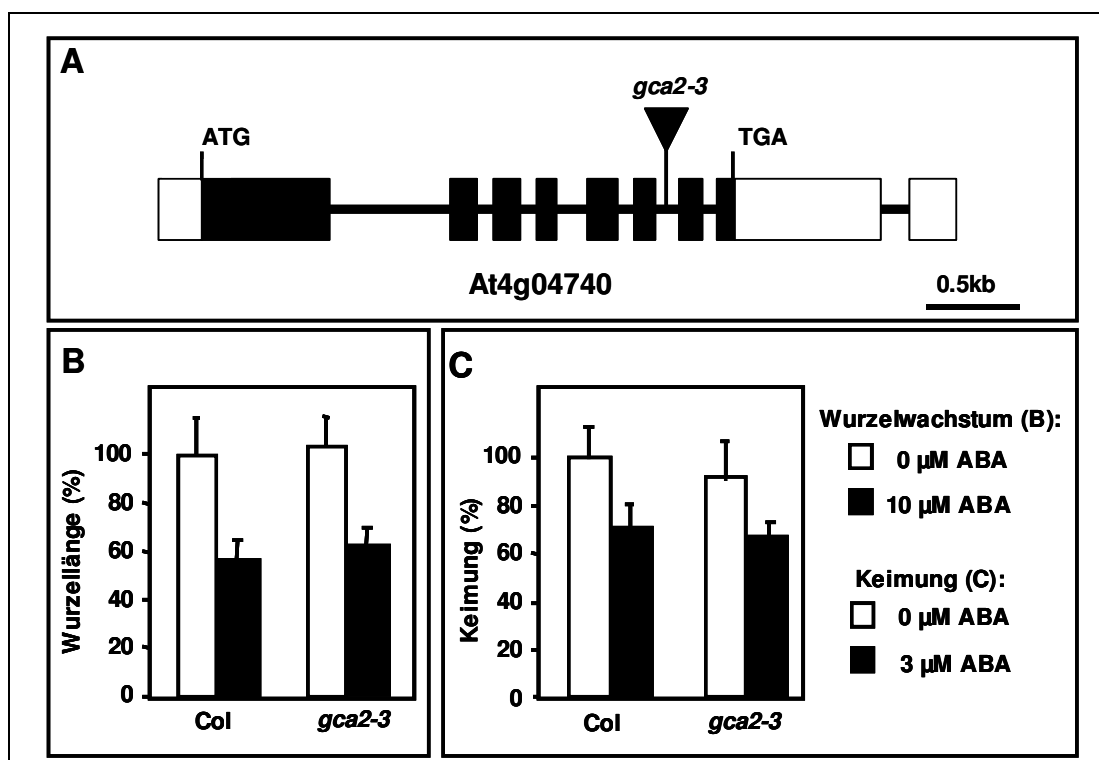 A
gca2-3
ATG
TGA
At4g04740
0.5kb
B
Wurzellänge (%)
100
80
60
40
20
0
Col
gca2-3
C
Keimung (%)
100
80
60
40
20
0
Col
gca2-3
Wurzelwachstum (B):
0 µM ABA
10 µM ABA
Keimung (C):
0 µM ABA
3 µM ABA